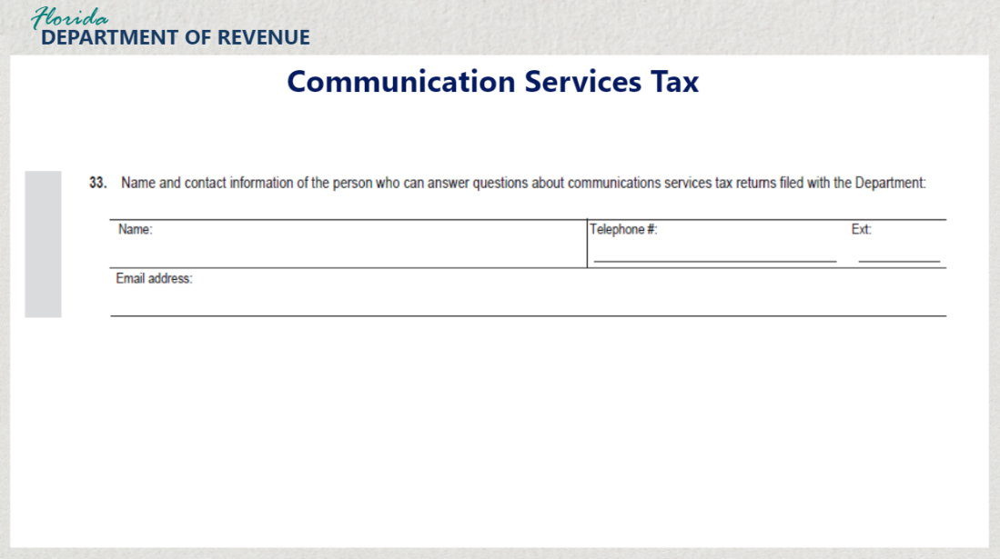 Florida
DEPARTMENT OF REVENUE
Communication Services Tax
33. Name and contact information of the person who can answer questions about communications services tax returns filed with the Department:
Name: Telephone #: Ext:
Email address: